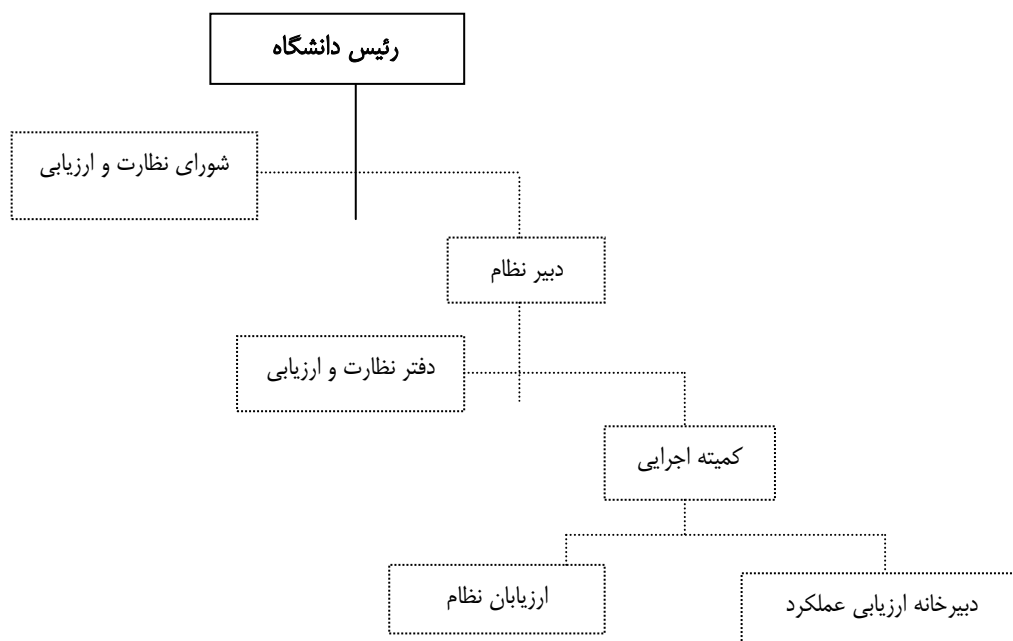 رئیس دانشگاه
شورای نظارت و ارزیابی
دبیر نظام
دفتر نظارت و ارزیابی
کمیته اجرایی
ارزیابان نظام
دبیرخانه ارزیابی عملکرد